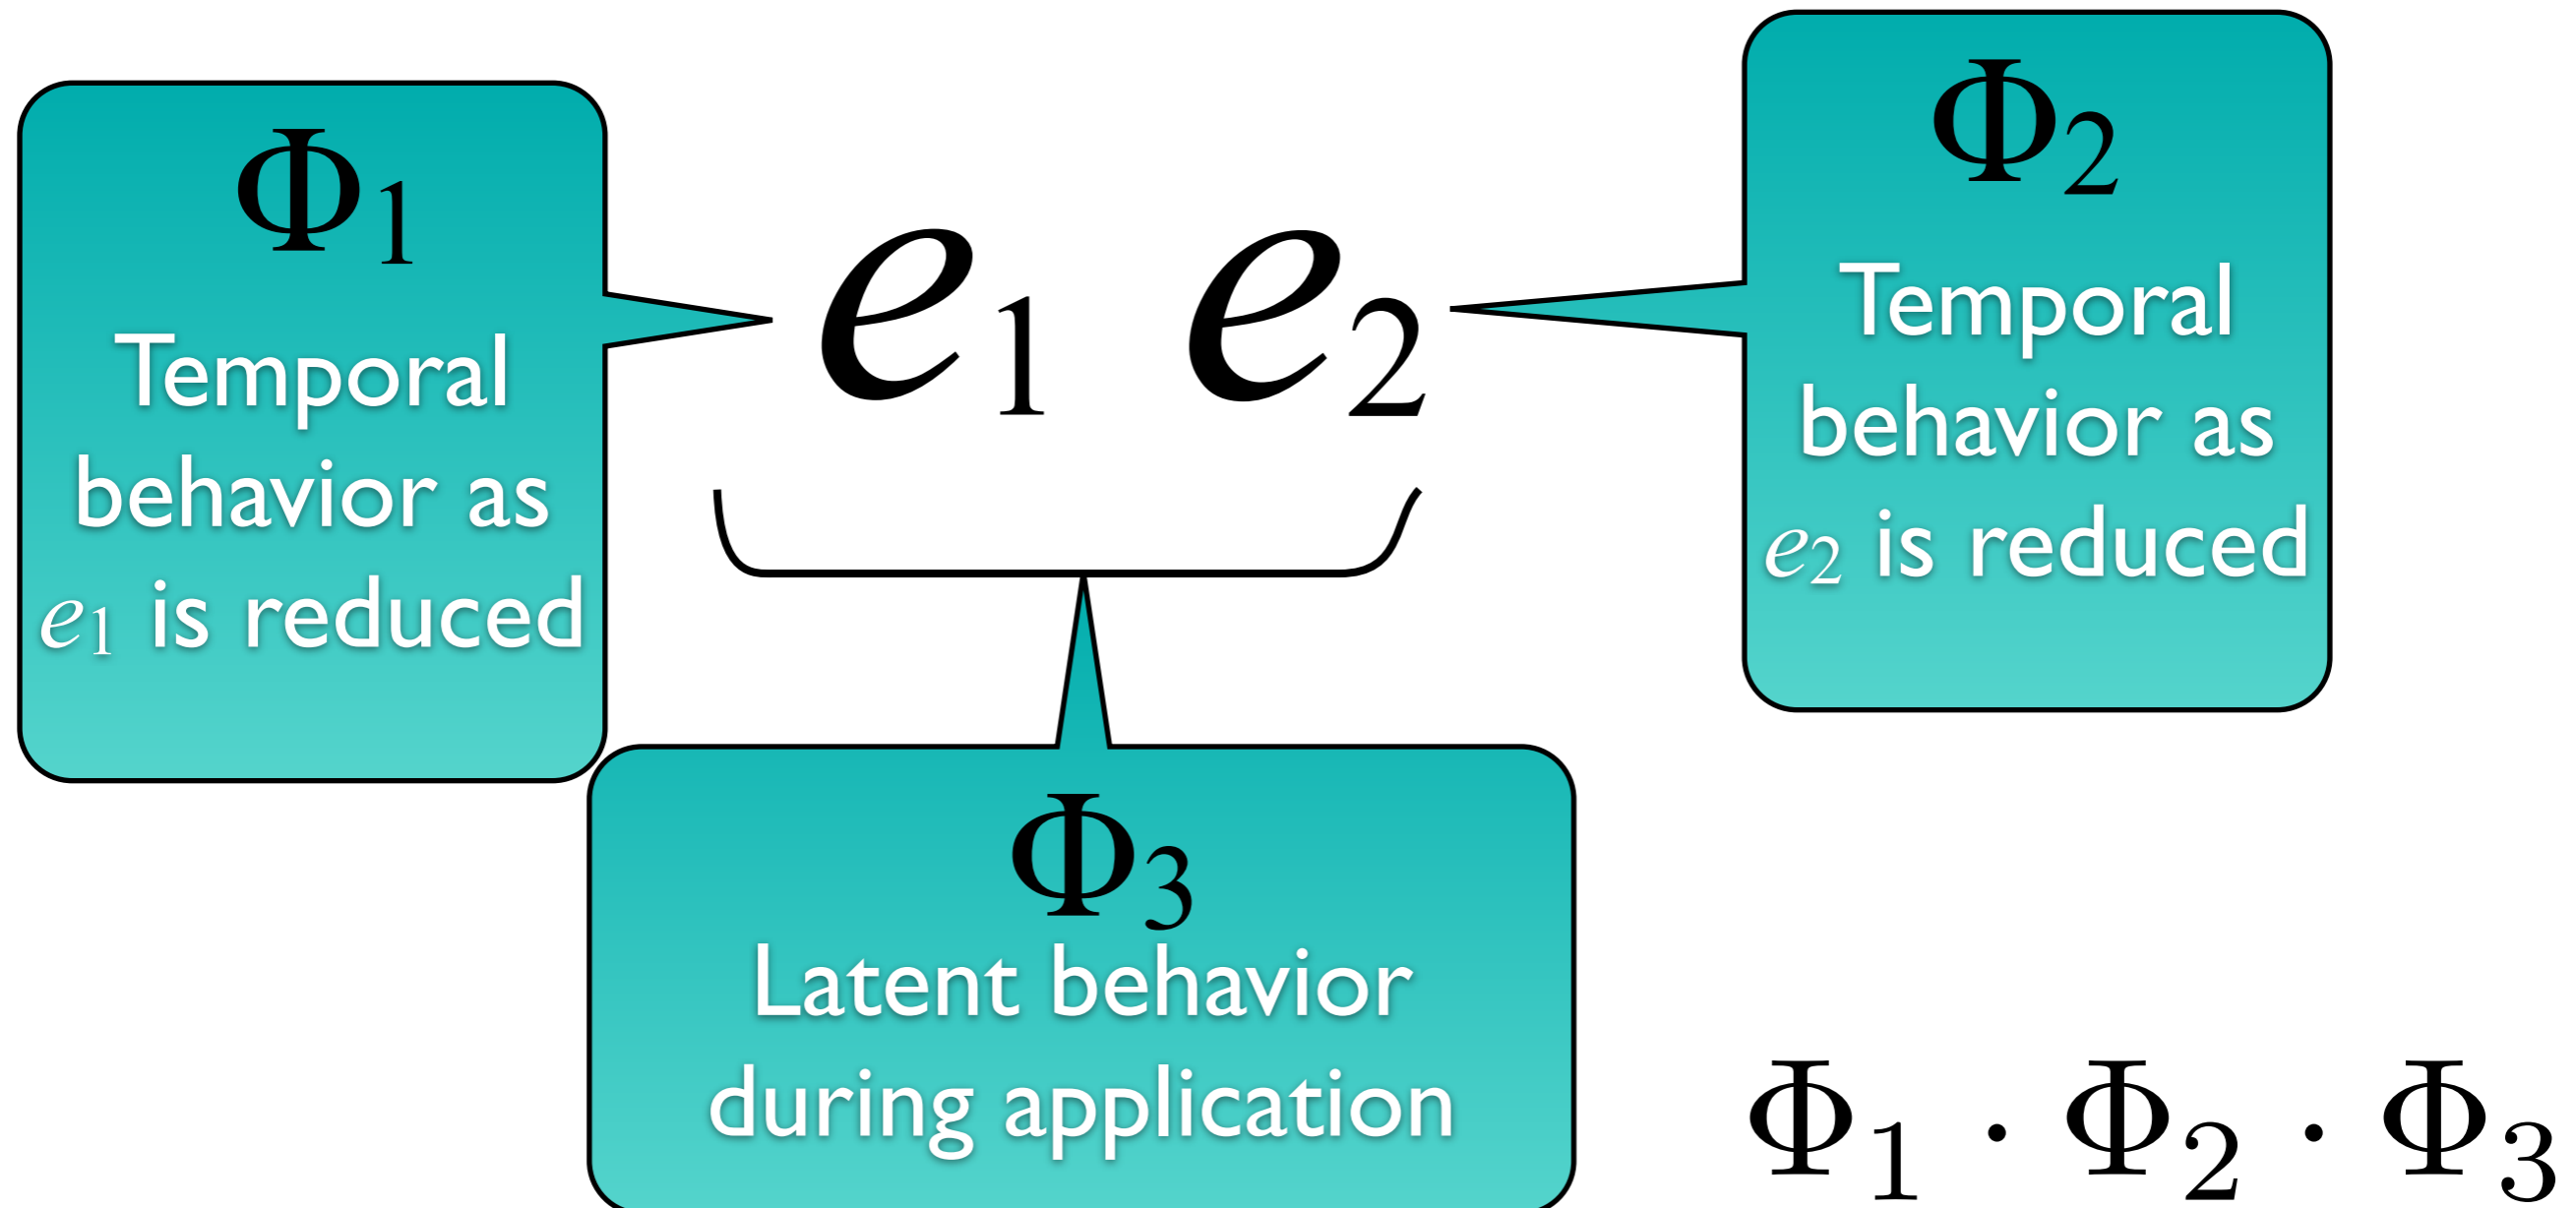 Φ₁
Temporal
behavior as
e₁ is reduced
e₁ e₂
Φ₂
Temporal
behavior as
e₂ is reduced
Φ₃
Latent behavior
during application
Φ₁ · Φ₂ · Φ₃